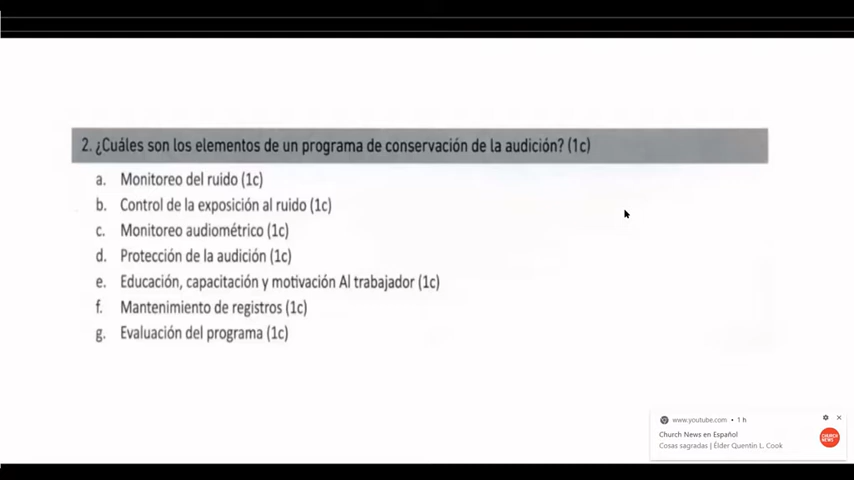 2. ¿Cuáles son los elementos de un programa de conservación de la audición? (1c)
a. Monitoreo del ruido (1c)
b. Control de la exposición al ruido (1c)
c. Monitoreo audiométrico (1c)
d. Protección de la audición (1c)
e. Educación, capacitación y motivación Al trabajador (1c)
f. Mantenimiento de registros (1c)
g. Evaluación del programa (1c)
www.youtube.com • 1 h
Church News en Español
Cosas sagradas | Élder Quentin L. Cook
CHURCH
NEWS